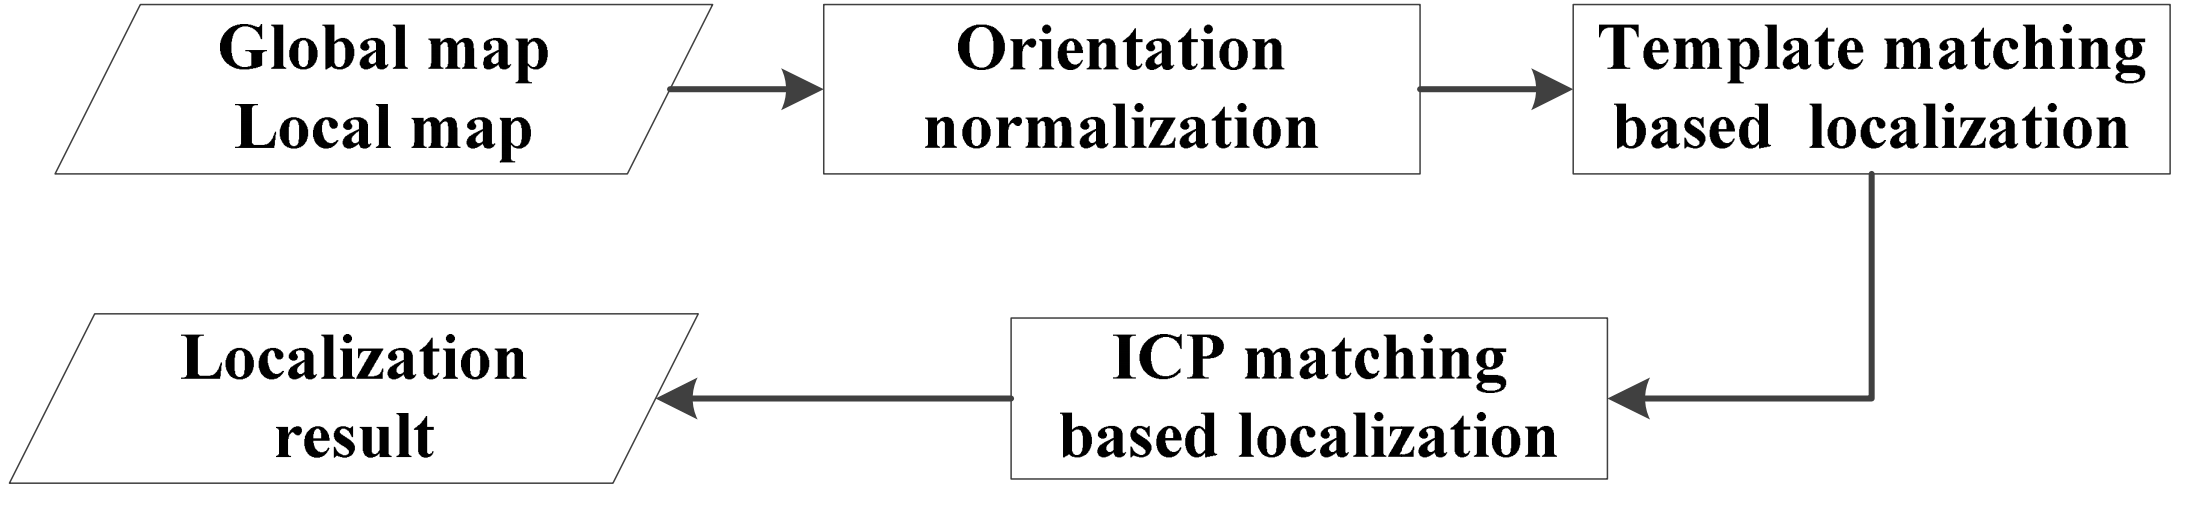 Global map
Local map
Orientation
normalization
Template matching
based localization
ICP matching
based localization
Localization
result